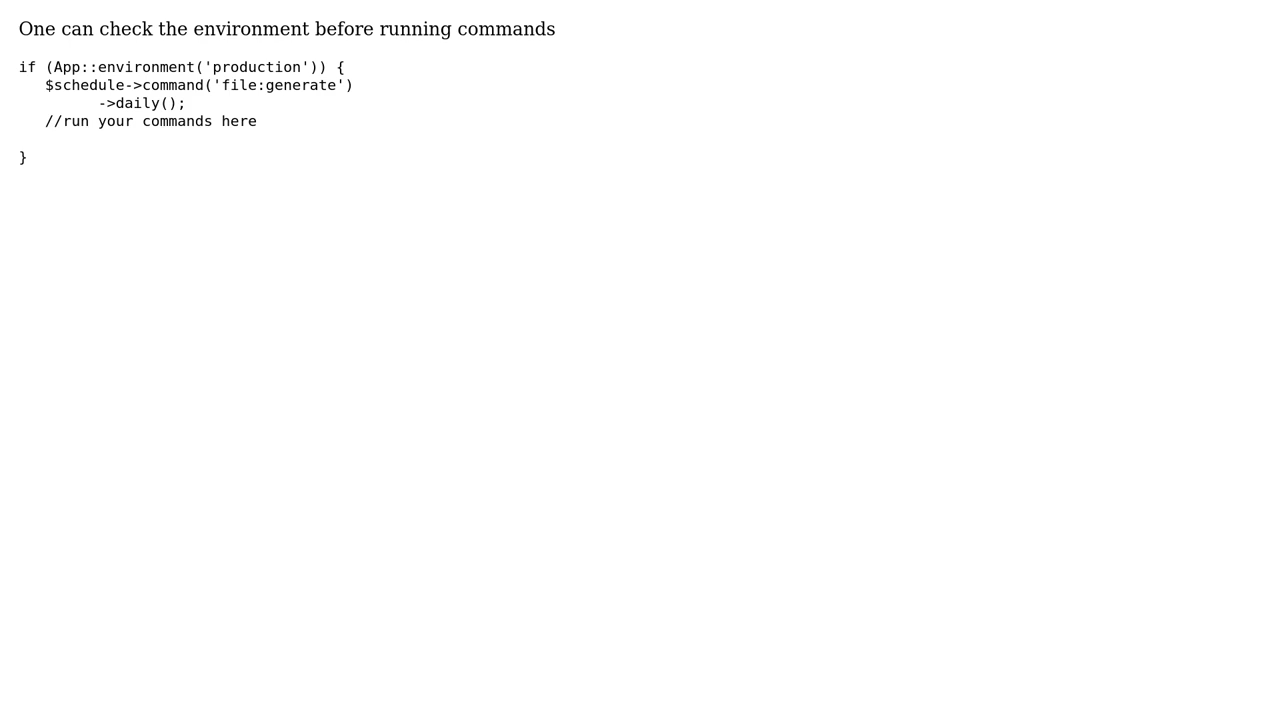 One can check the environment before running commands
if (App::environment('production')) {
   $schedule->command('file:generate')
         ->daily();
   //run your commands here
}